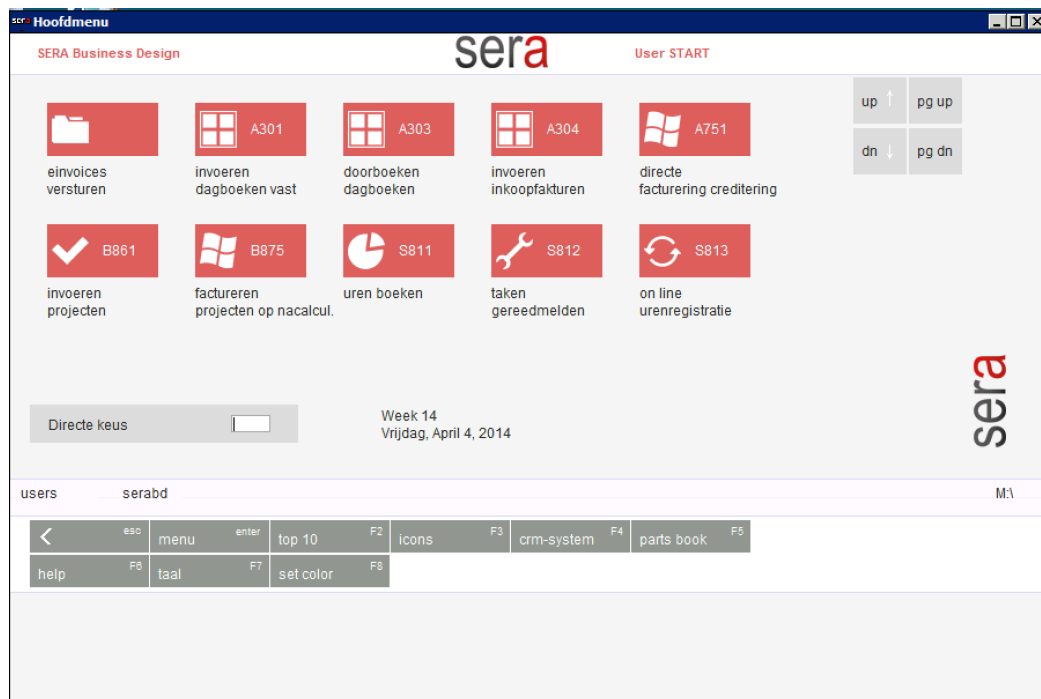 sera Hoofdmenu
SERA Business Design
sera
User START
up ↑ pg up
dn ↓ pg dn
A301
A303
A304
A751
einvoices
versturen
invoeren
dagboeken vast
doorboeken
dagboeken
invoeren
inkoopfakturen
directe
facturering creditering
B861
B875
S811
S812
S813
invoeren
projecten
factureren
projecten op nacalcul.
uren boeken
taken
gereedmelden
on line
urenregistratie
sera
Directe keus
Week 14
Vrijdag, April 4, 2014
users serabd M:\
< esc menu enter top 10 F2 icons F3 crm-system F4 parts book F5
help F6 taal F7 set color F8